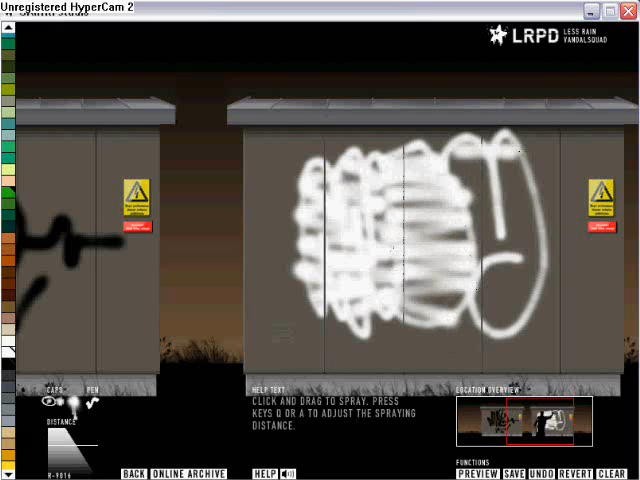 Unregistered HyperCam 2
LRPD
LESS RAIN
VANDALSQUAD
CAPS
PEN
DISTANCE
R-9016
HELP TEXT
CLICK AND DRAG TO SPRAY. PRESS
KEYS Q OR A TO ADJUST THE SPRAYING
DISTANCE.
LOCATION OVERVIEW
FUNCTIONS
BACK
ONLINE ARCHIVE
HELP
PREVIEW
SAVE
UNDO
REVERT
CLEAR